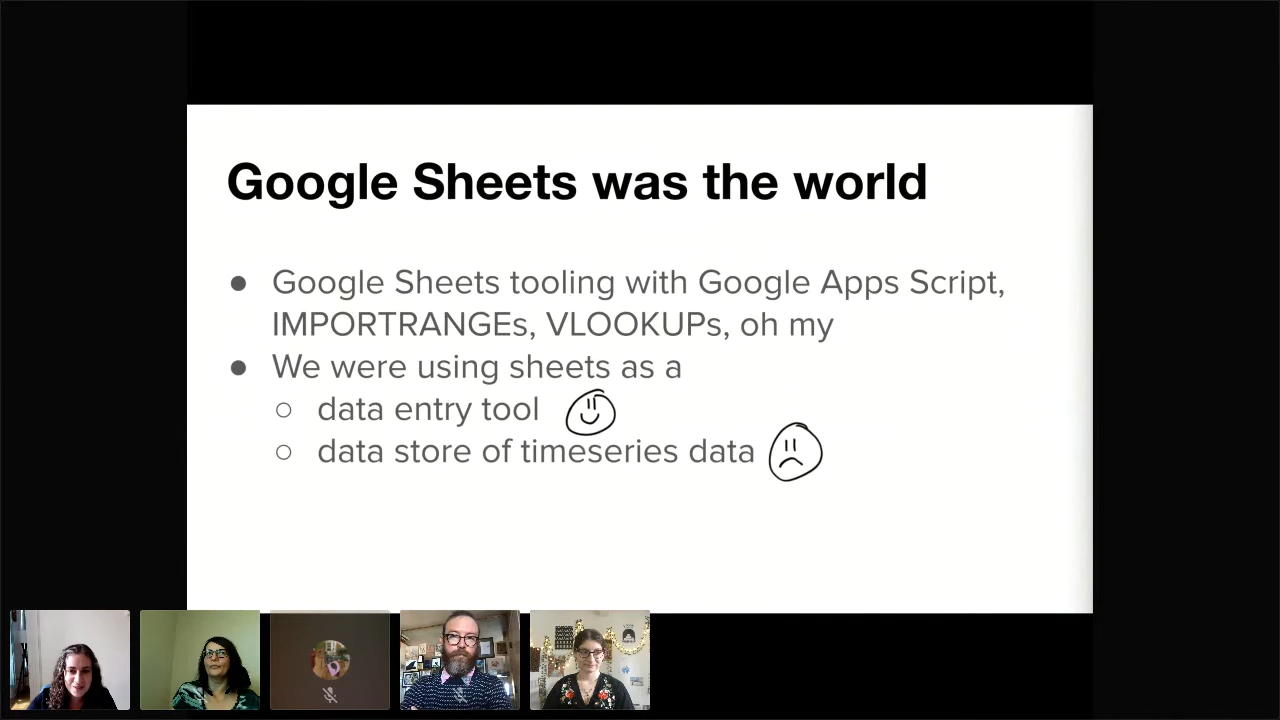 Google Sheets was the world
● Google Sheets tooling with Google Apps Script,
IMPORTRANGEs, VLOOKUPs, oh my
● We were using sheets as a
○ data entry tool
○ data store of timeseries data